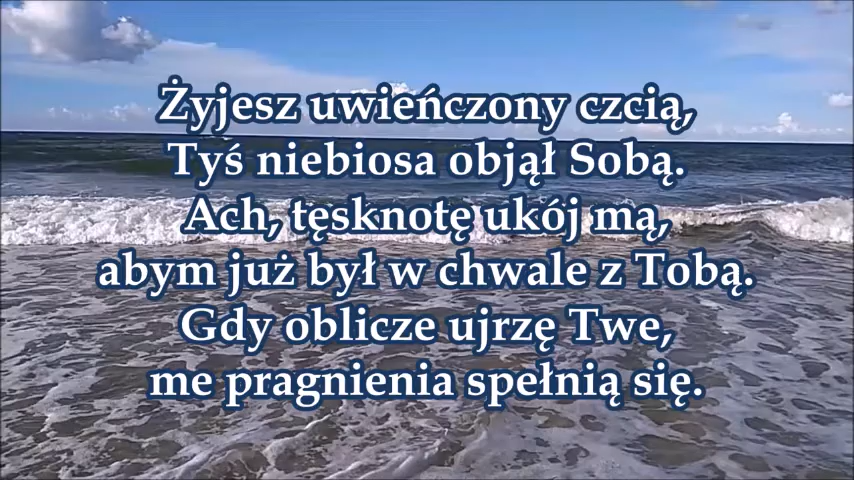 Żyjesz uwieńczony czcią,
Tyś niebiosa objął Sobą.
Ach, tęsknotę ukój mą,
abym już był w chwale z Tobą.
Gdy oblicze ujrzę Twe,
me pragnienia spełnią się.